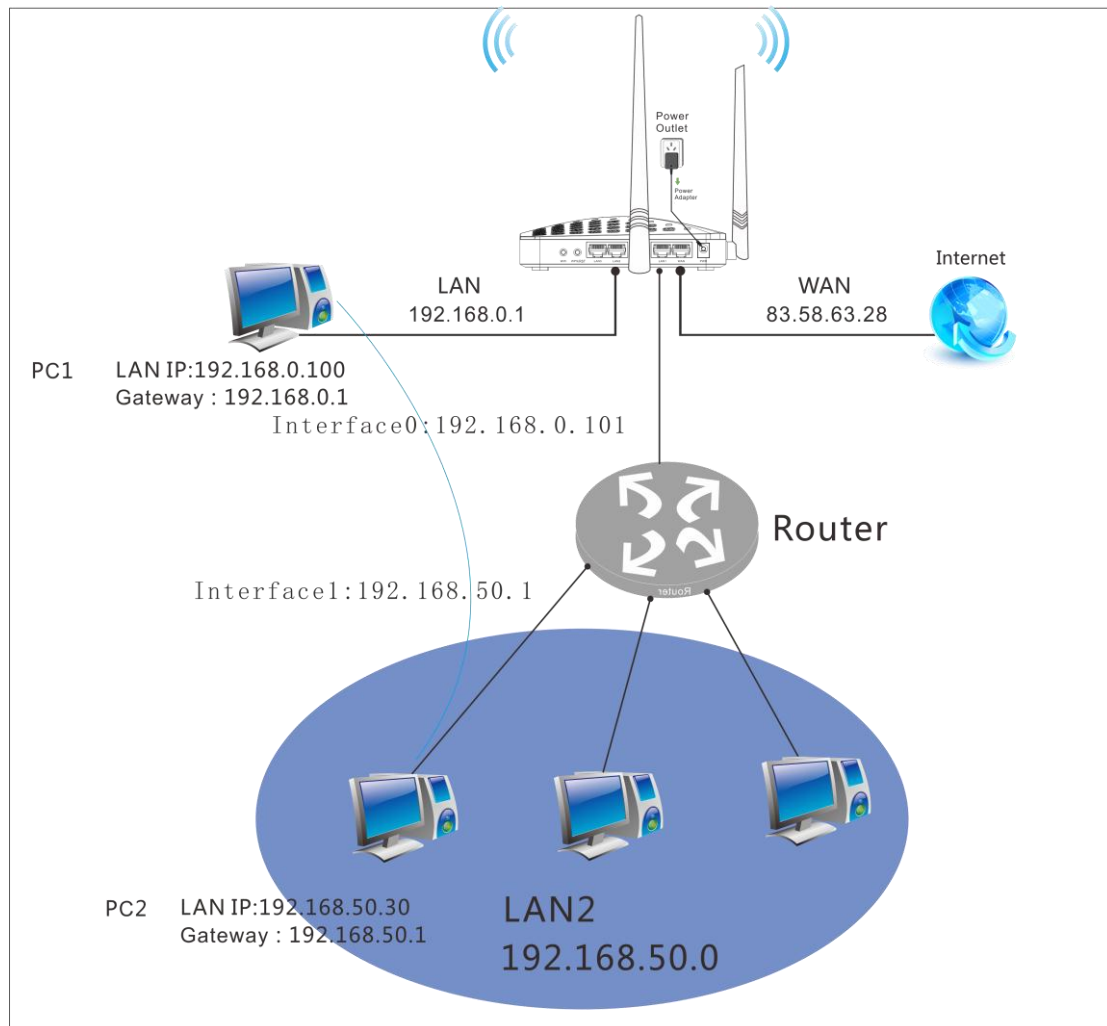 Power
Outlet
Power
Adapter
Internet
LAN
192.168.0.1
WAN
83.58.63.28
PC1
LAN IP:192.168.0.100
Gateway : 192.168.0.1
Interface0:192.168.0.101
Router
Interface1:192.168.50.1
Router
PC2
LAN IP:192.168.50.30
Gateway : 192.168.50.1
LAN2
192.168.50.0